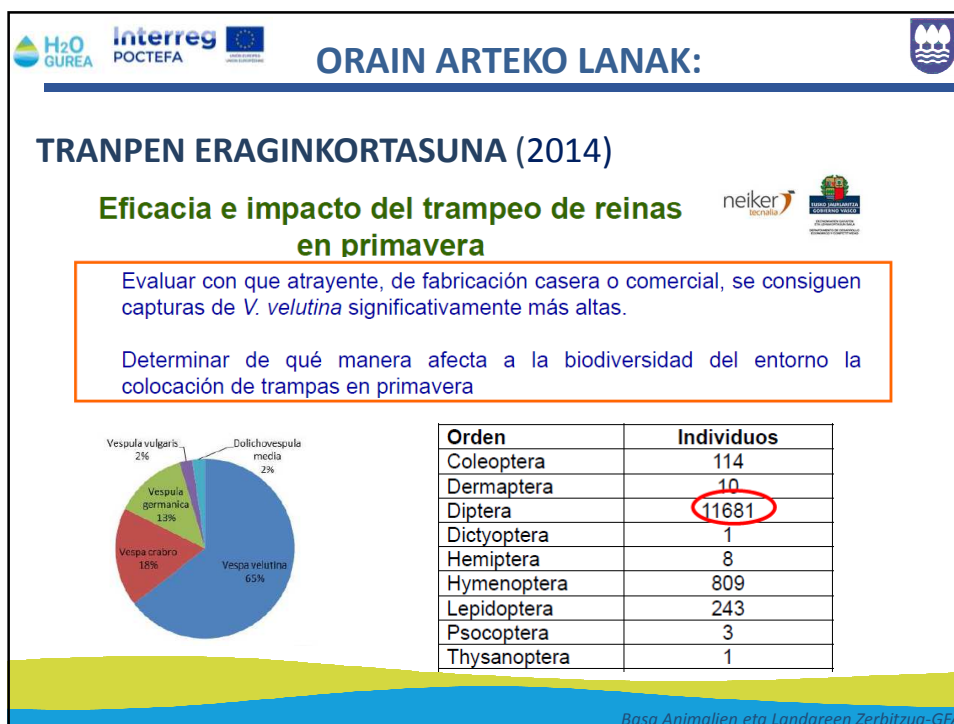 H2O
GUREA
Interreg
POCTEFA
ORAIN ARTEKO LANAK:
TRANPEN ERAGINKORTASUNA (2014)
Eficacia e impacto del trampeo de reinas
en primavera
neiker
tecnalia
EUSKO JAURLARITZA
GOBIERNO VASCO
Evaluar con que atrayente, de fabricación casera o comercial, se consiguen
capturas de V. velutina significativamente más altas.
Determinar de qué manera afecta a la biodiversidad del entorno la
colocación de trampas en primavera
Vespula vulgaris
2%
Dolichovespula
media
2%
Vespula
germanica
13%
Vespa crabro
18%
Vespa velutina
65%
Orden Individuos
Coleoptera 114
Dermaptera 10
Diptera 11681
Dictyoptera 1
Hemiptera 8
Hymenoptera 809
Lepidoptera 243
Psocoptera 3
Thysanoptera 1
Basa Animalien eta Landareen Zerbitzua-GFA